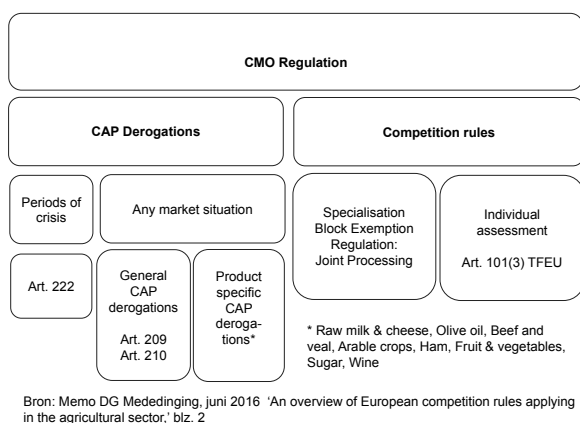 CMO Regulation
CAP Derogations
Competition rules
Periods of
crisis
Any market situation
Specialisation
Block Exemption
Regulation:
Joint Processing
Individual
assessment
Art. 101(3) TFEU
Art. 222
General
CAP
derogations
Art. 209
Art. 210
Product
specific
CAP
deroga-
tions*
* Raw milk & cheese, Olive oil, Beef and
veal, Arable crops, Ham, Fruit & vegetables,
Sugar, Wine
Bron: Memo DG Mededinging, juni 2016 ‘An overview of European competition rules applying
in the agricultural sector,’ blz. 2